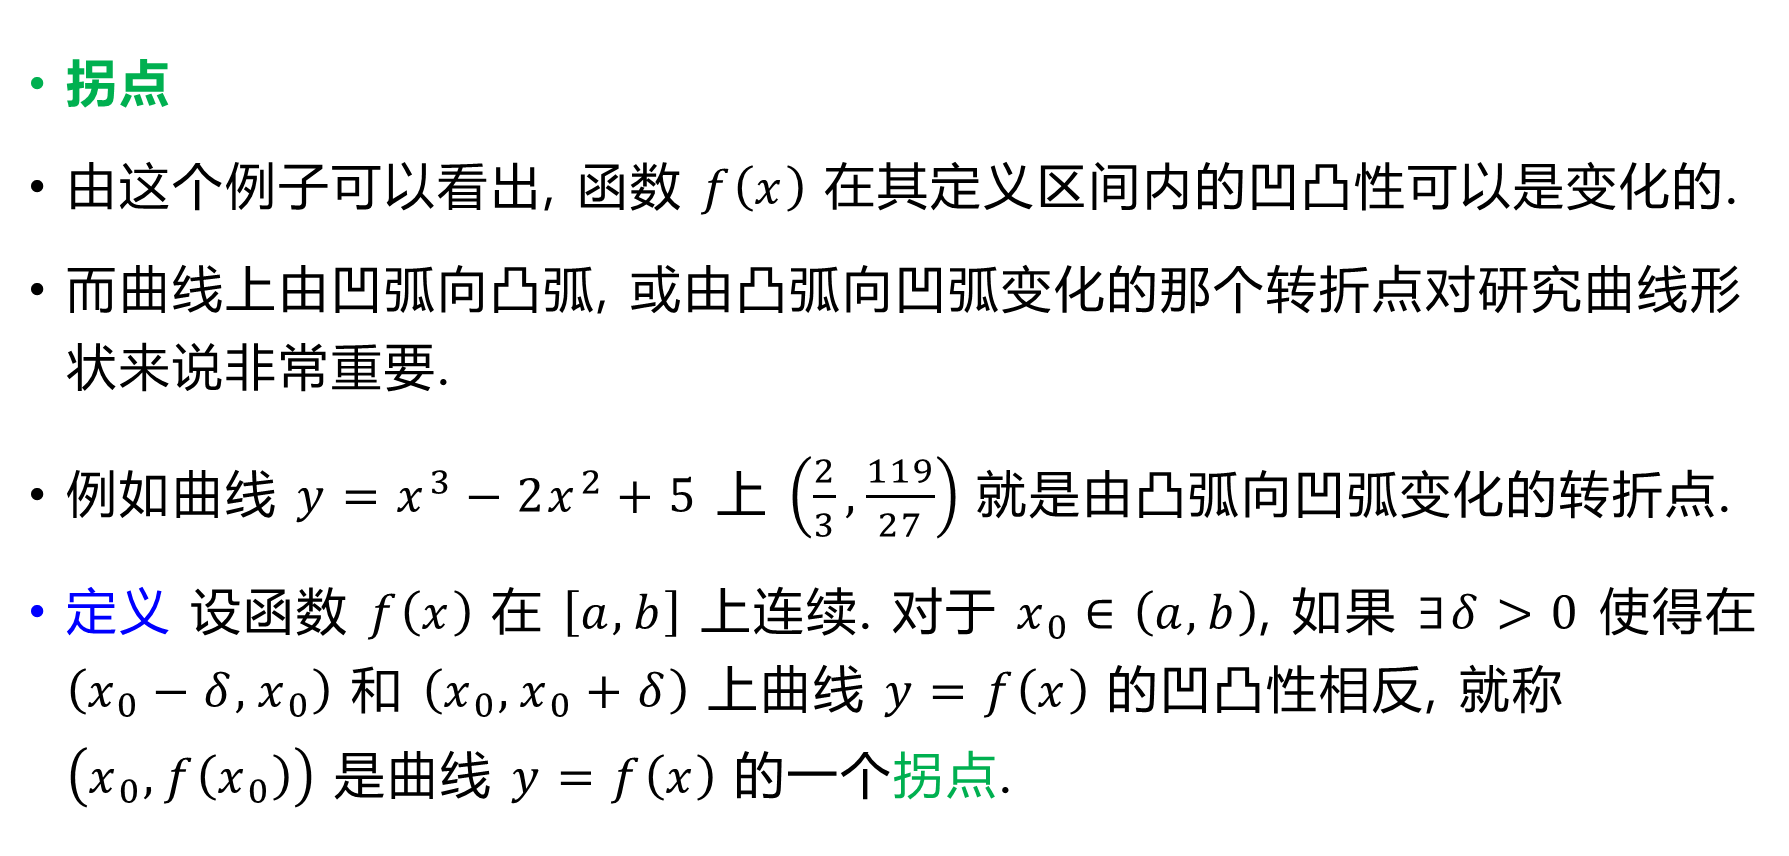 • 拐点
• 由这个例子可以看出, 函数 f(x) 在其定义区间内的凹凸性可以是变化的.
• 而曲线上由凹弧向凸弧, 或由凸弧向凹弧变化的那个转折点对研究曲线形
状来说非常重要.
• 例如曲线 y = x³ − 2x² + 5 上 (2/3, 119/27) 就是由凸弧向凹弧变化的转折点.
• 定义 设函数 f(x) 在 [a, b] 上连续. 对于 x₀ ∈ (a, b), 如果 ∃δ > 0 使得在
(x₀ − δ, x₀) 和 (x₀, x₀ + δ) 上曲线 y = f(x) 的凹凸性相反, 就称
(x₀, f(x₀)) 是曲线 y = f(x) 的一个拐点.